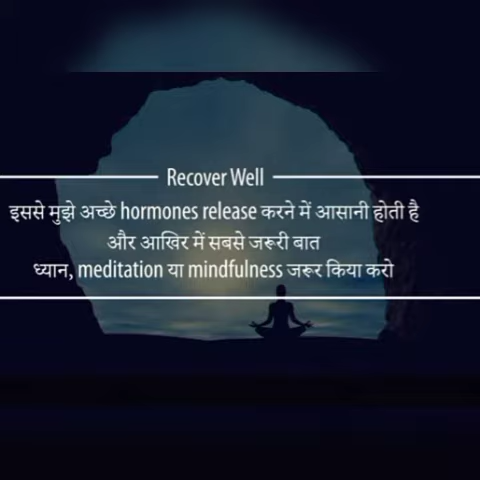 Recover Well
इससे मुझे अच्छे hormones release करने में आसानी होती है
और आखिर में सबसे जरूरी बात
ध्यान, meditation या mindfulness जरूर किया करो